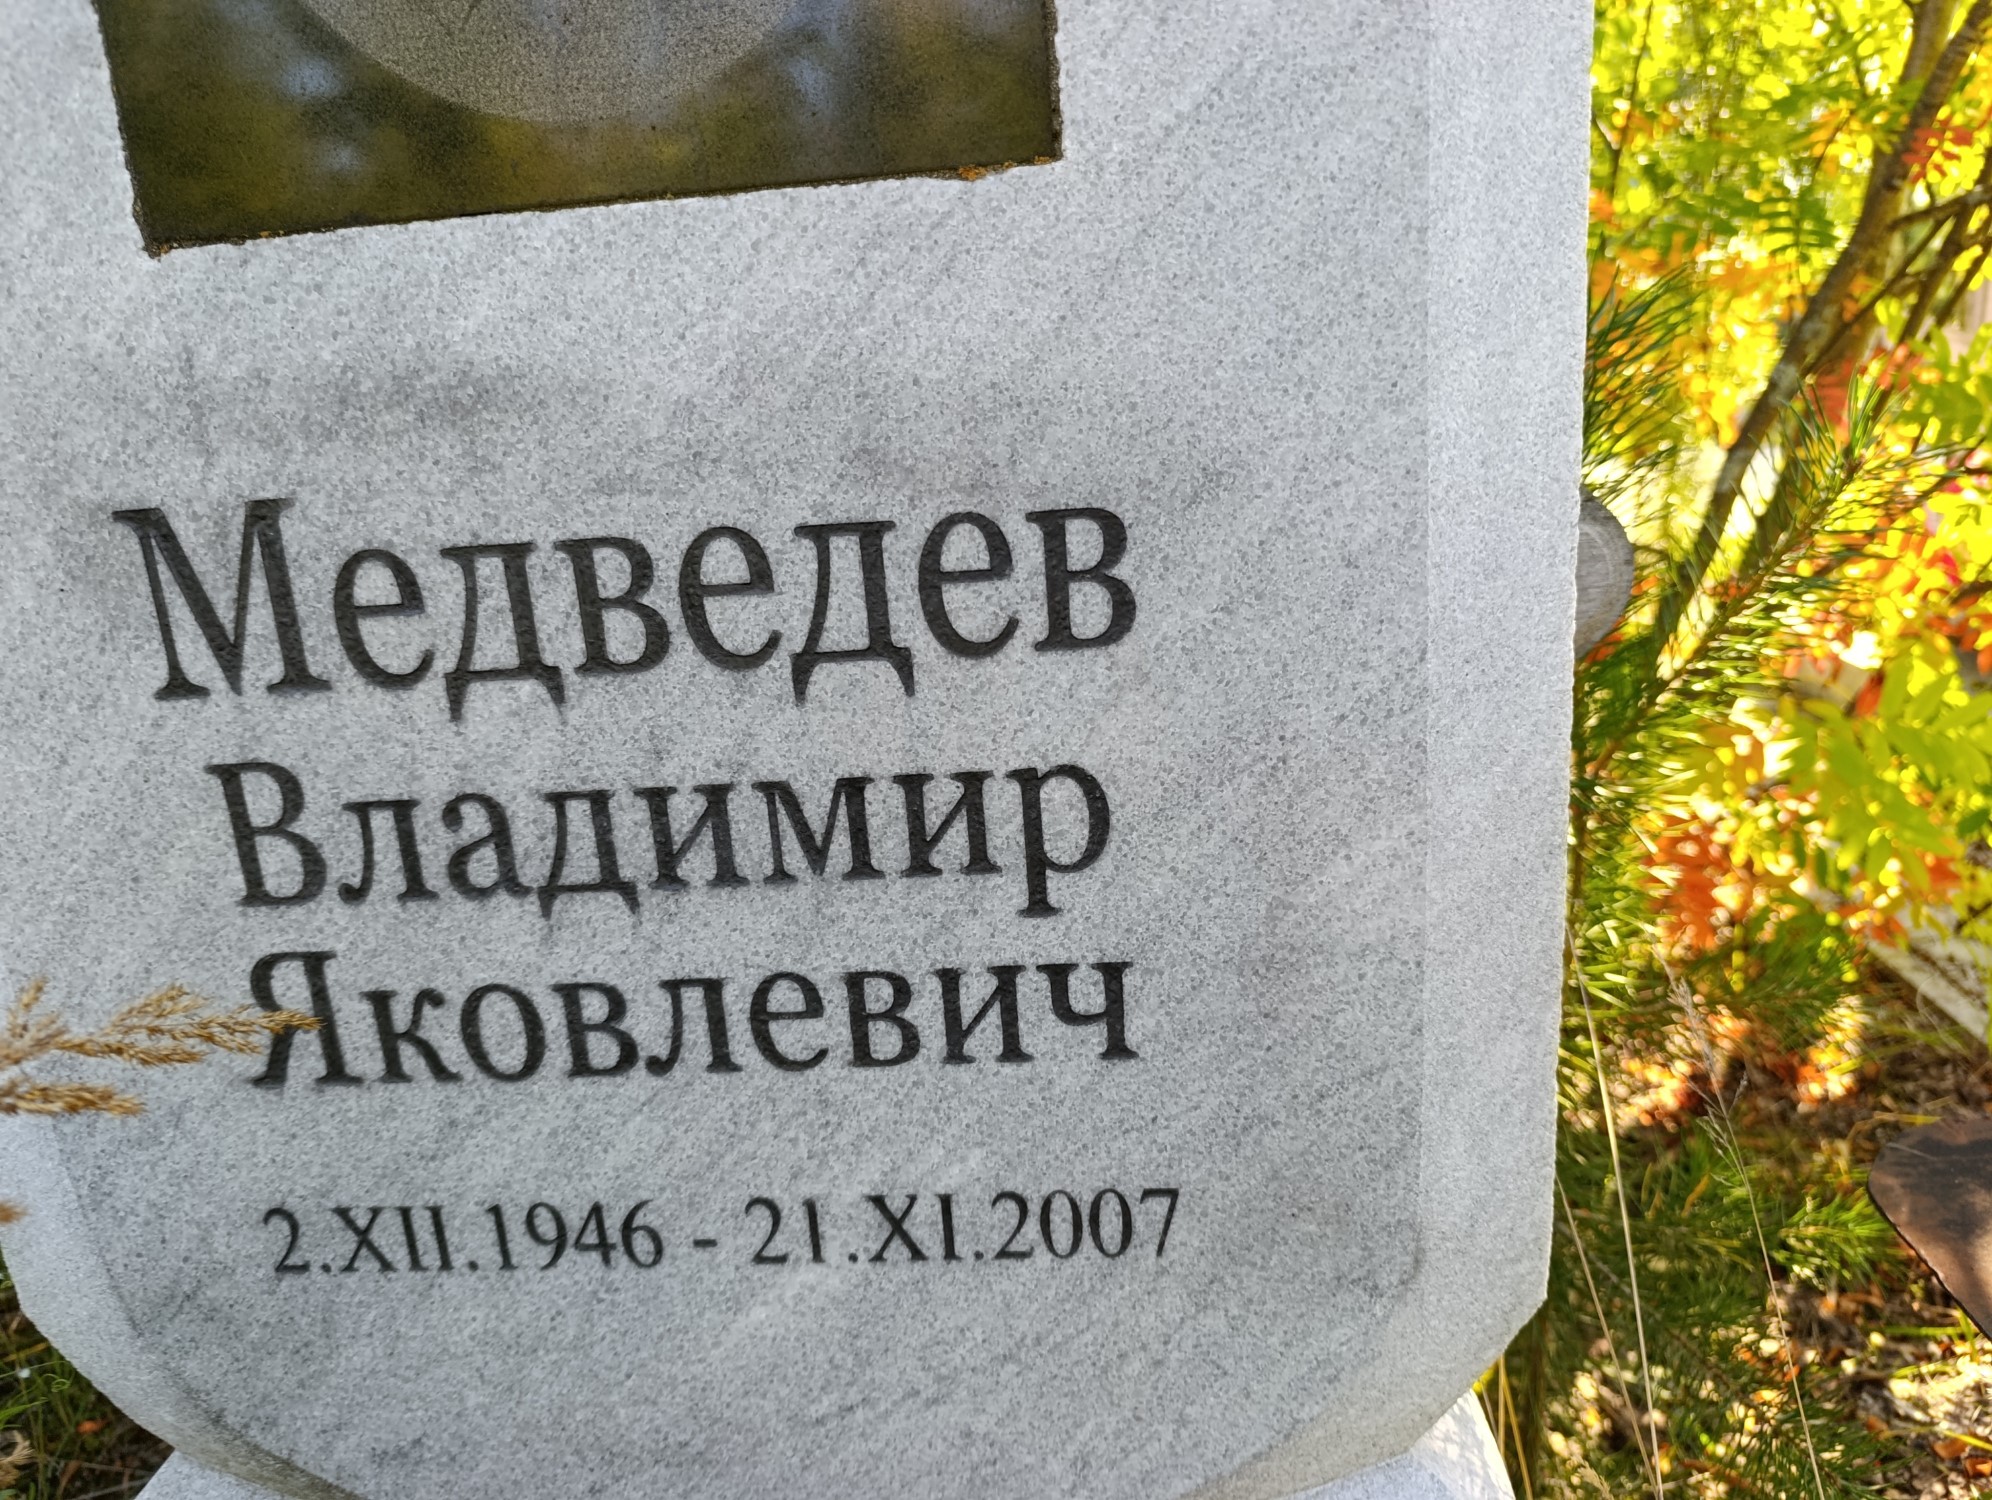 Медведев
Владимир
Яковлевич
2.XII.1946 - 21.XI.2007